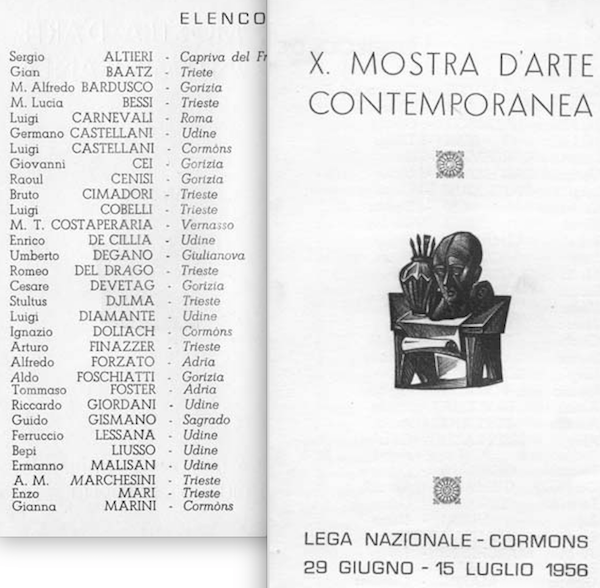 ELENCO
Sergio ALTIERI - Capriva del Fr
Gian BAATZ - Triete
M. Alfredo BARDUSCO - Gorizia
M. Lucia BESSI - Trieste
Luigi CARNEVALI - Roma
Germano CASTELLANI - Udine
Luigi CASTELLANI - Cormòns
Giovanni CEI - Gorizia
Raoul CENISI - Gorizia
Bruto CIMADORI - Trieste
Luigi COBELLI - Trieste
M. T. COSTAPERARIA - Vernasso
Enrico DE CILLIA - Udine
Umberto DEGANO - Giulianova
Romeo DEL DRAGO - Trieste
Cesare DEVETAG - Gorizia
Stultus DJLMA - Trieste
Luigi DIAMANTE - Udine
Ignazio DOLIACH - Cormòns
Arturo FINAZZER - Trieste
Alfredo FORZATO - Adria
Aldo FOSCHIATTI - Gorizia
Tommaso FOSTER - Adria
Riccardo GIORDANI - Udine
Guido GISMANO - Sagrado
Ferruccio LESSANA - Udine
Bepi LIUSSO - Udine
Ermanno MALISAN - Udine
A. M. MARCHESINI - Trieste
Enzo MARI - Trieste
Gianna MARINI - Cormòns
X. MOSTRA D'ARTE
CONTEMPORANEA
LEGA NAZIONALE - CORMONS
29 GIUGNO - 15 LUGLIO 1956